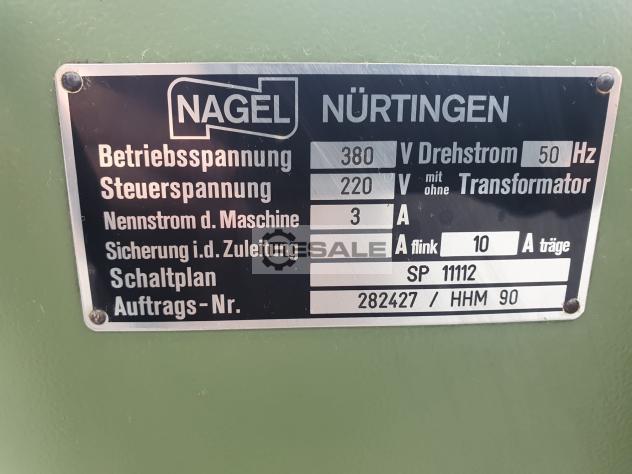 NAGEL NÜRTINGEN
Betriebsspannung 380 V Drehstrom 50 Hz
Steuerspannung 220 V mit ohne Transformator
Nennstrom d. Maschine 3 A
Sicherung i.d. Zuleitung A flink 10 A träge
Schaltplan SP 11112
Auftrags-Nr. 282427 / HHM 90